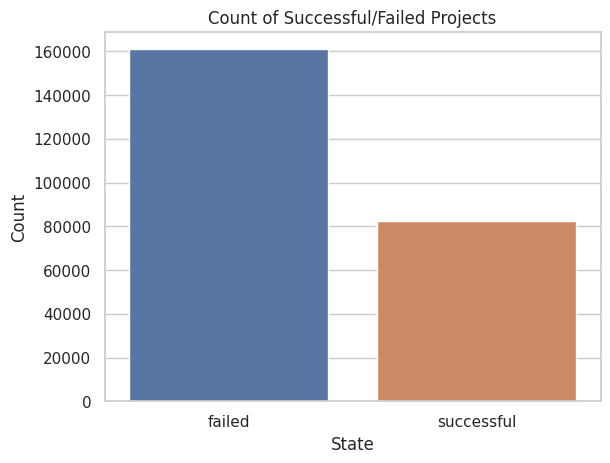 Count of Successful/Failed Projects
160000
140000
120000
100000
80000
60000
40000
20000
0
Count
failed
successful
State